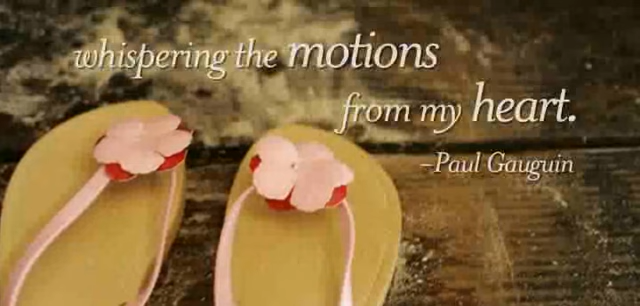 whispering the motions
from my heart.
–Paul Gauguin